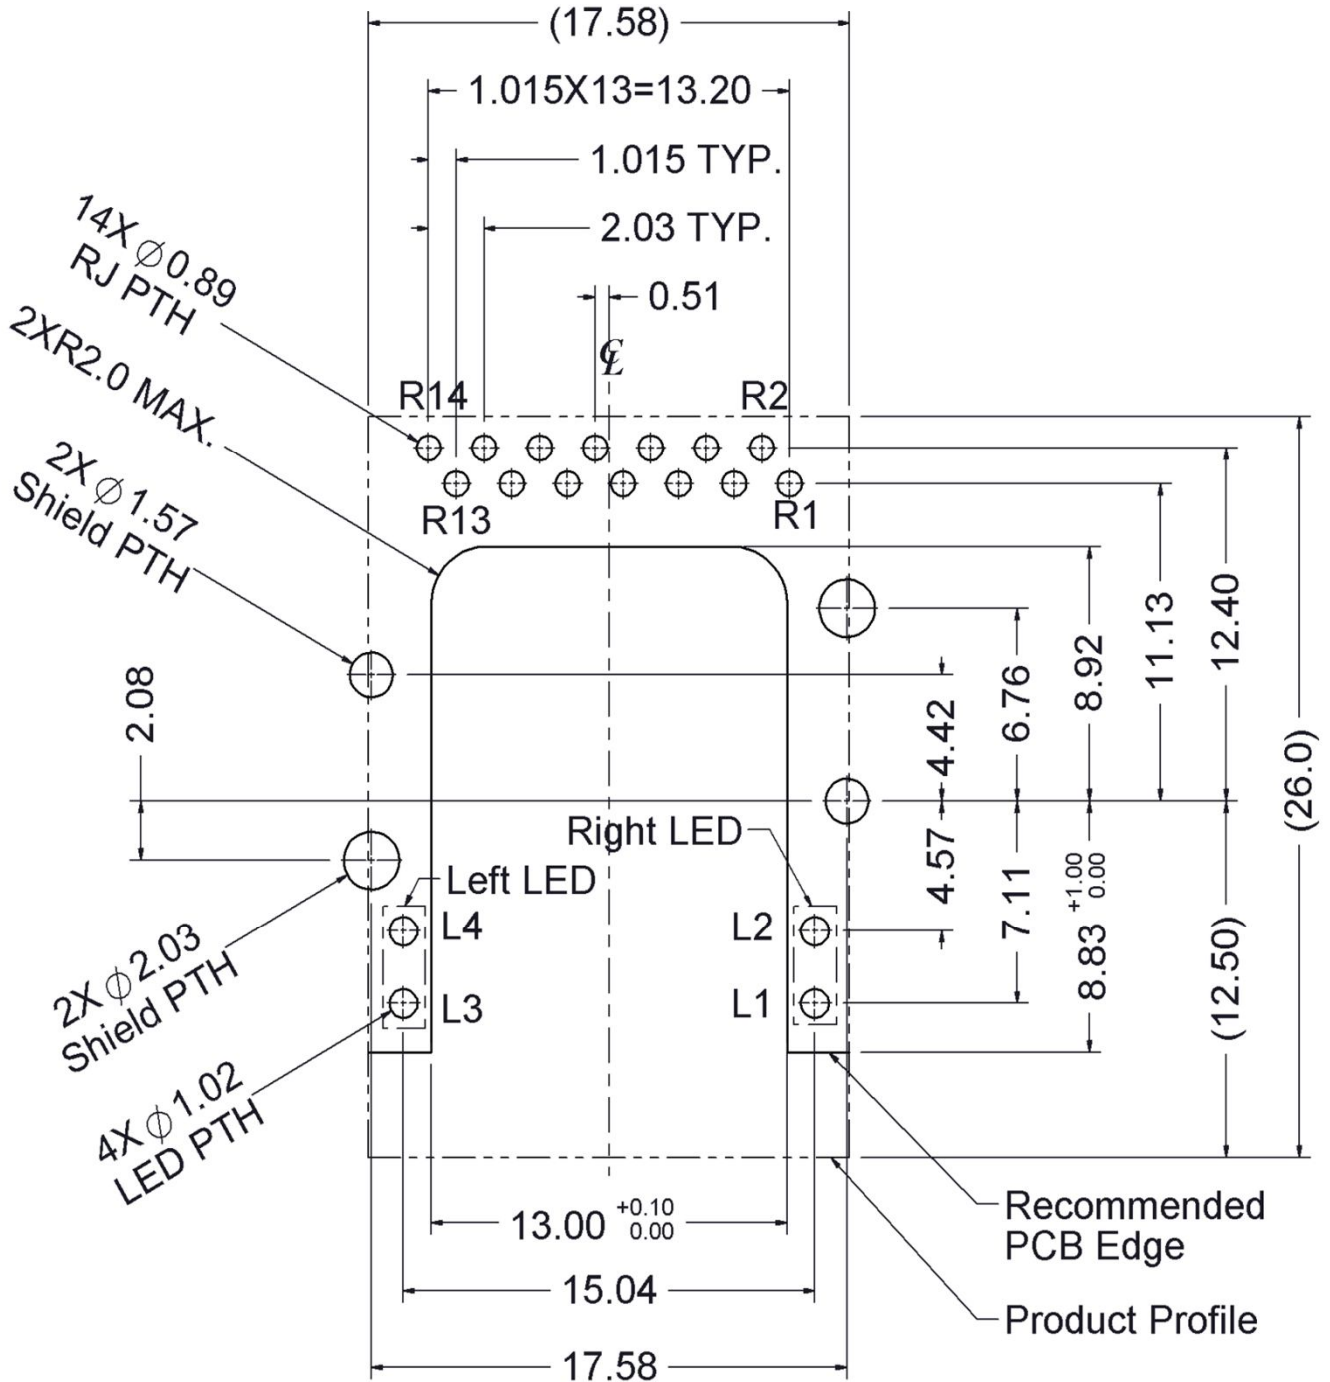 (17.58)
1.015X13=13.20
1.015 TYP.
2.03 TYP.
0.51
℄
14X ∅0.89
RJ PTH
2XR2.0 MAX.
R14
R2
R13
R1
2X ∅ 1.57
Shield PTH
2.08
4.42
6.76
8.92
11.13
12.40
(26.0)
Right LED
Left LED
4.57
7.11
8.83 +1.00
0.00
(12.50)
L4
L2
L3
L1
2X ϕ2.03
Shield PTH
4X ϕ1.02
LED PTH
13.00 +0.10
0.00
15.04
17.58
Recommended
PCB Edge
Product Profile